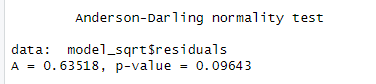 Anderson-Darling normality test
data:  model_sqrt$residuals
A = 0.63518, p-value = 0.09643